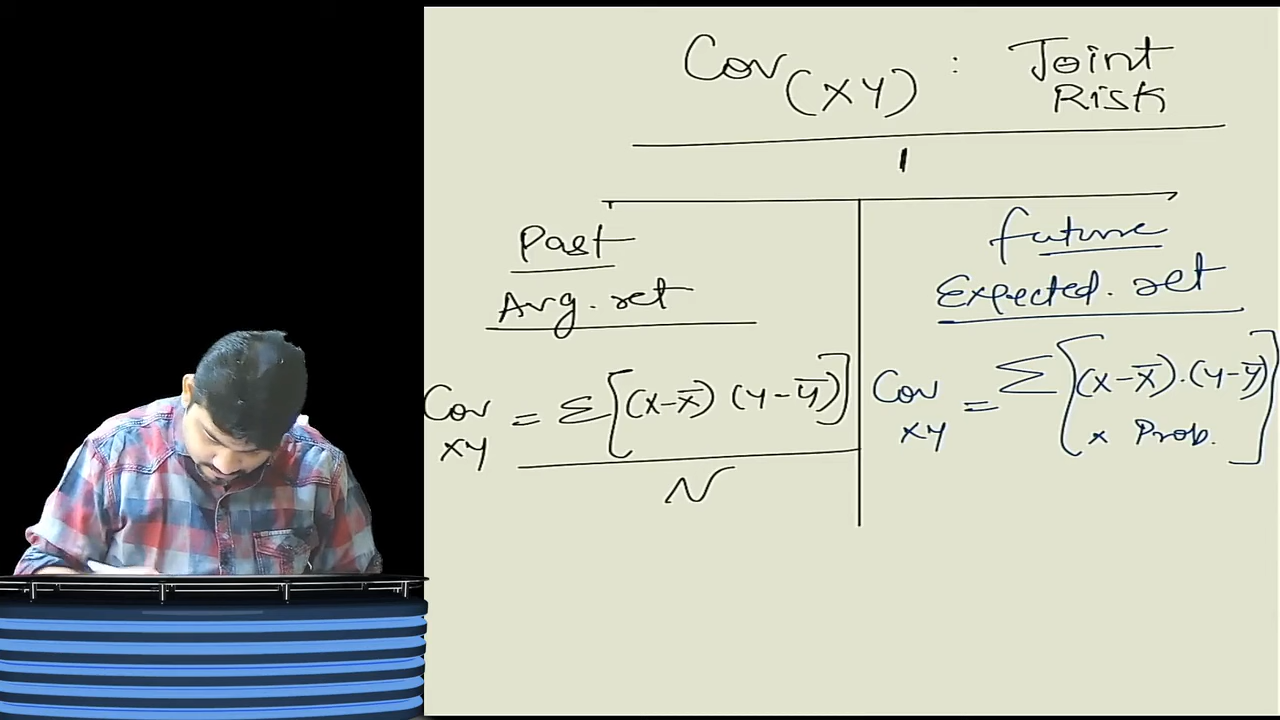 Cov(XY) : Joint Risk
Past
Avg. ret
Cov XY = Σ[(x-x̄) (y-ȳ)]
N
Future
Expected. ret
Cov XY = Σ[(x-x̄).(y-ȳ)
x Prob.]